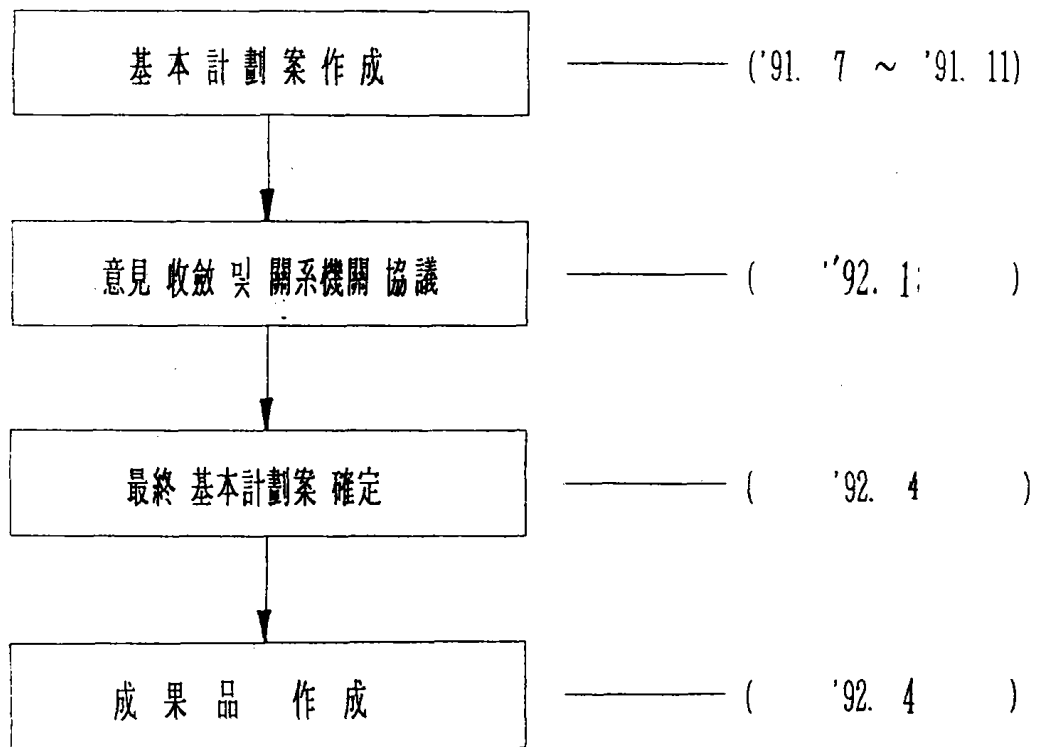 基本計劃案作成 ('91. 7 ~ '91. 11)
意見 收斂 및 關系機關 協議 ( '92. 1 )
最終 基本計劃案 確定 ( '92. 4 )
成果品 作成 ( '92. 4 )